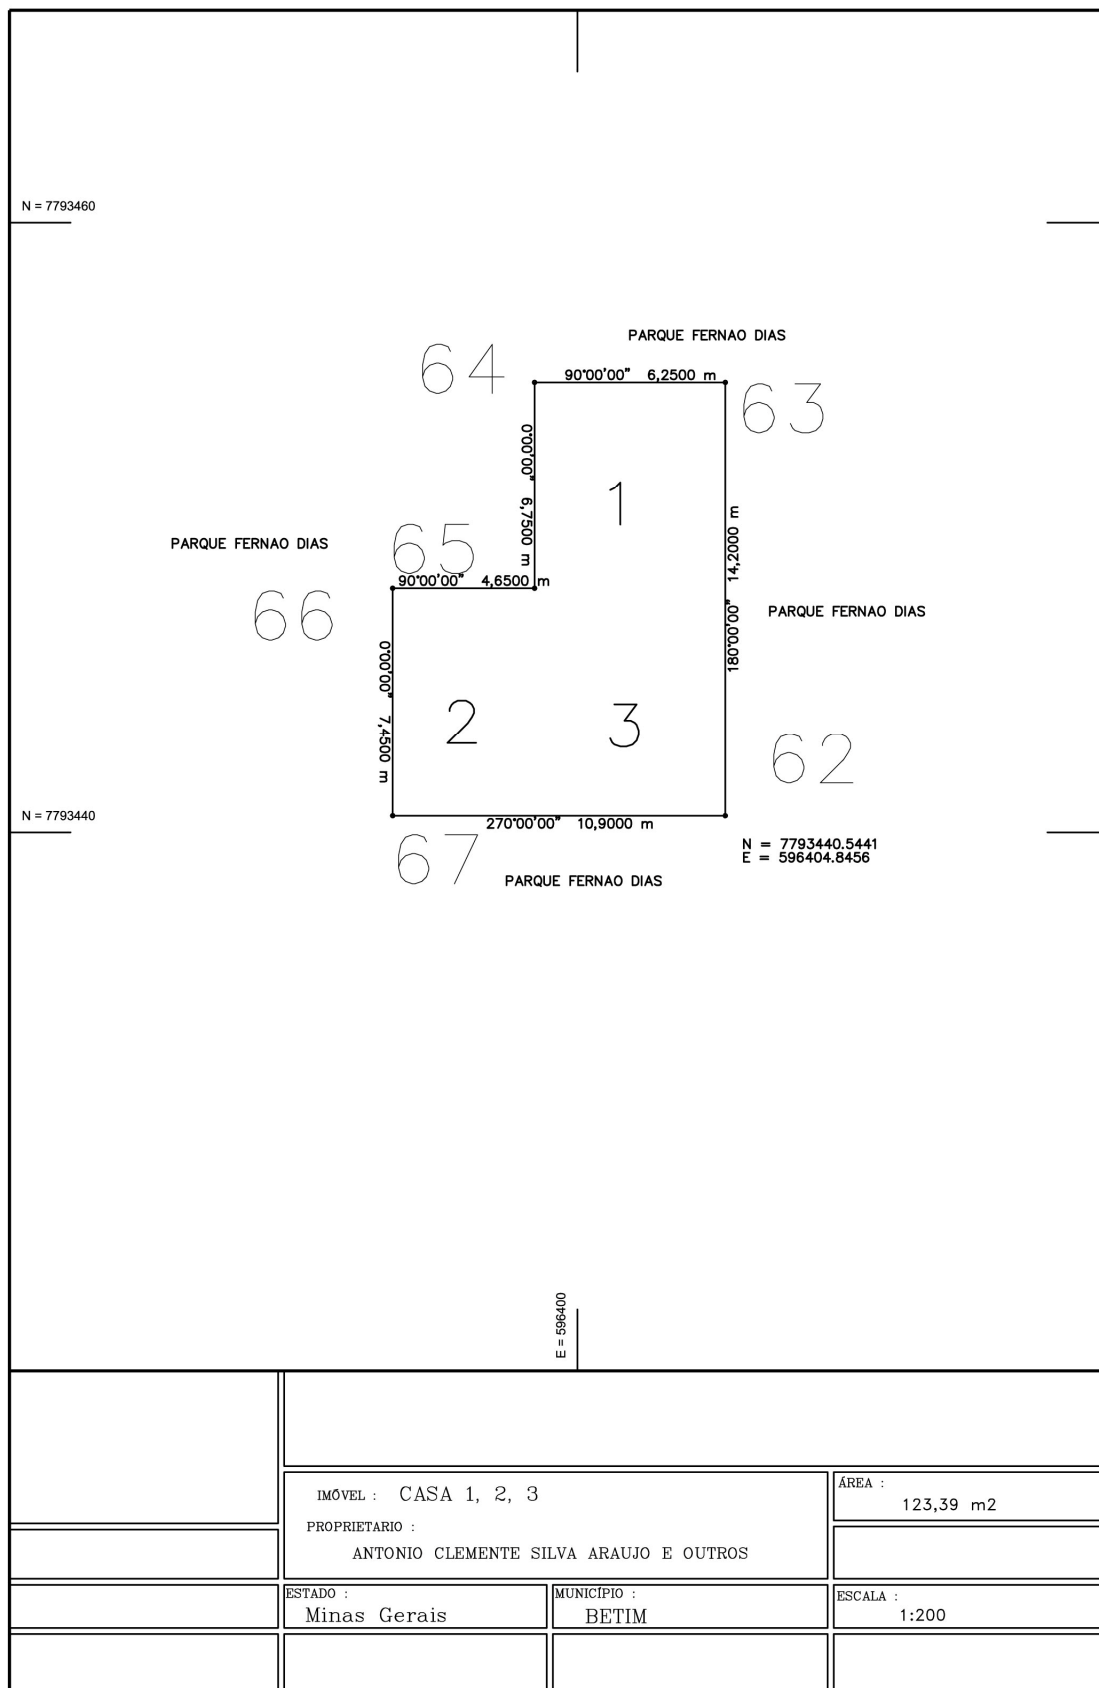 N = 7793460
PARQUE FERNAO DIAS
64
90°00'00" 6,2500 m
63
0°00'00" 6,7500 m
1
14,2000 m
180°00'00"
PARQUE FERNAO DIAS
65
90°00'00" 4,6500 m
66
PARQUE FERNAO DIAS
0°00'00" 7,4500 m
2
3
62
N = 7793440
270°00'00" 10,9000 m
N = 7793440.5441
E = 596404.8456
67
PARQUE FERNAO DIAS
E = 596400
IMÓVEL : CASA 1, 2, 3
ÁREA :
123,39 m2
PROPRIETARIO :
ANTONIO CLEMENTE SILVA ARAUJO E OUTROS
ESTADO :
Minas Gerais
MUNICÍPIO :
BETIM
ESCALA :
1:200